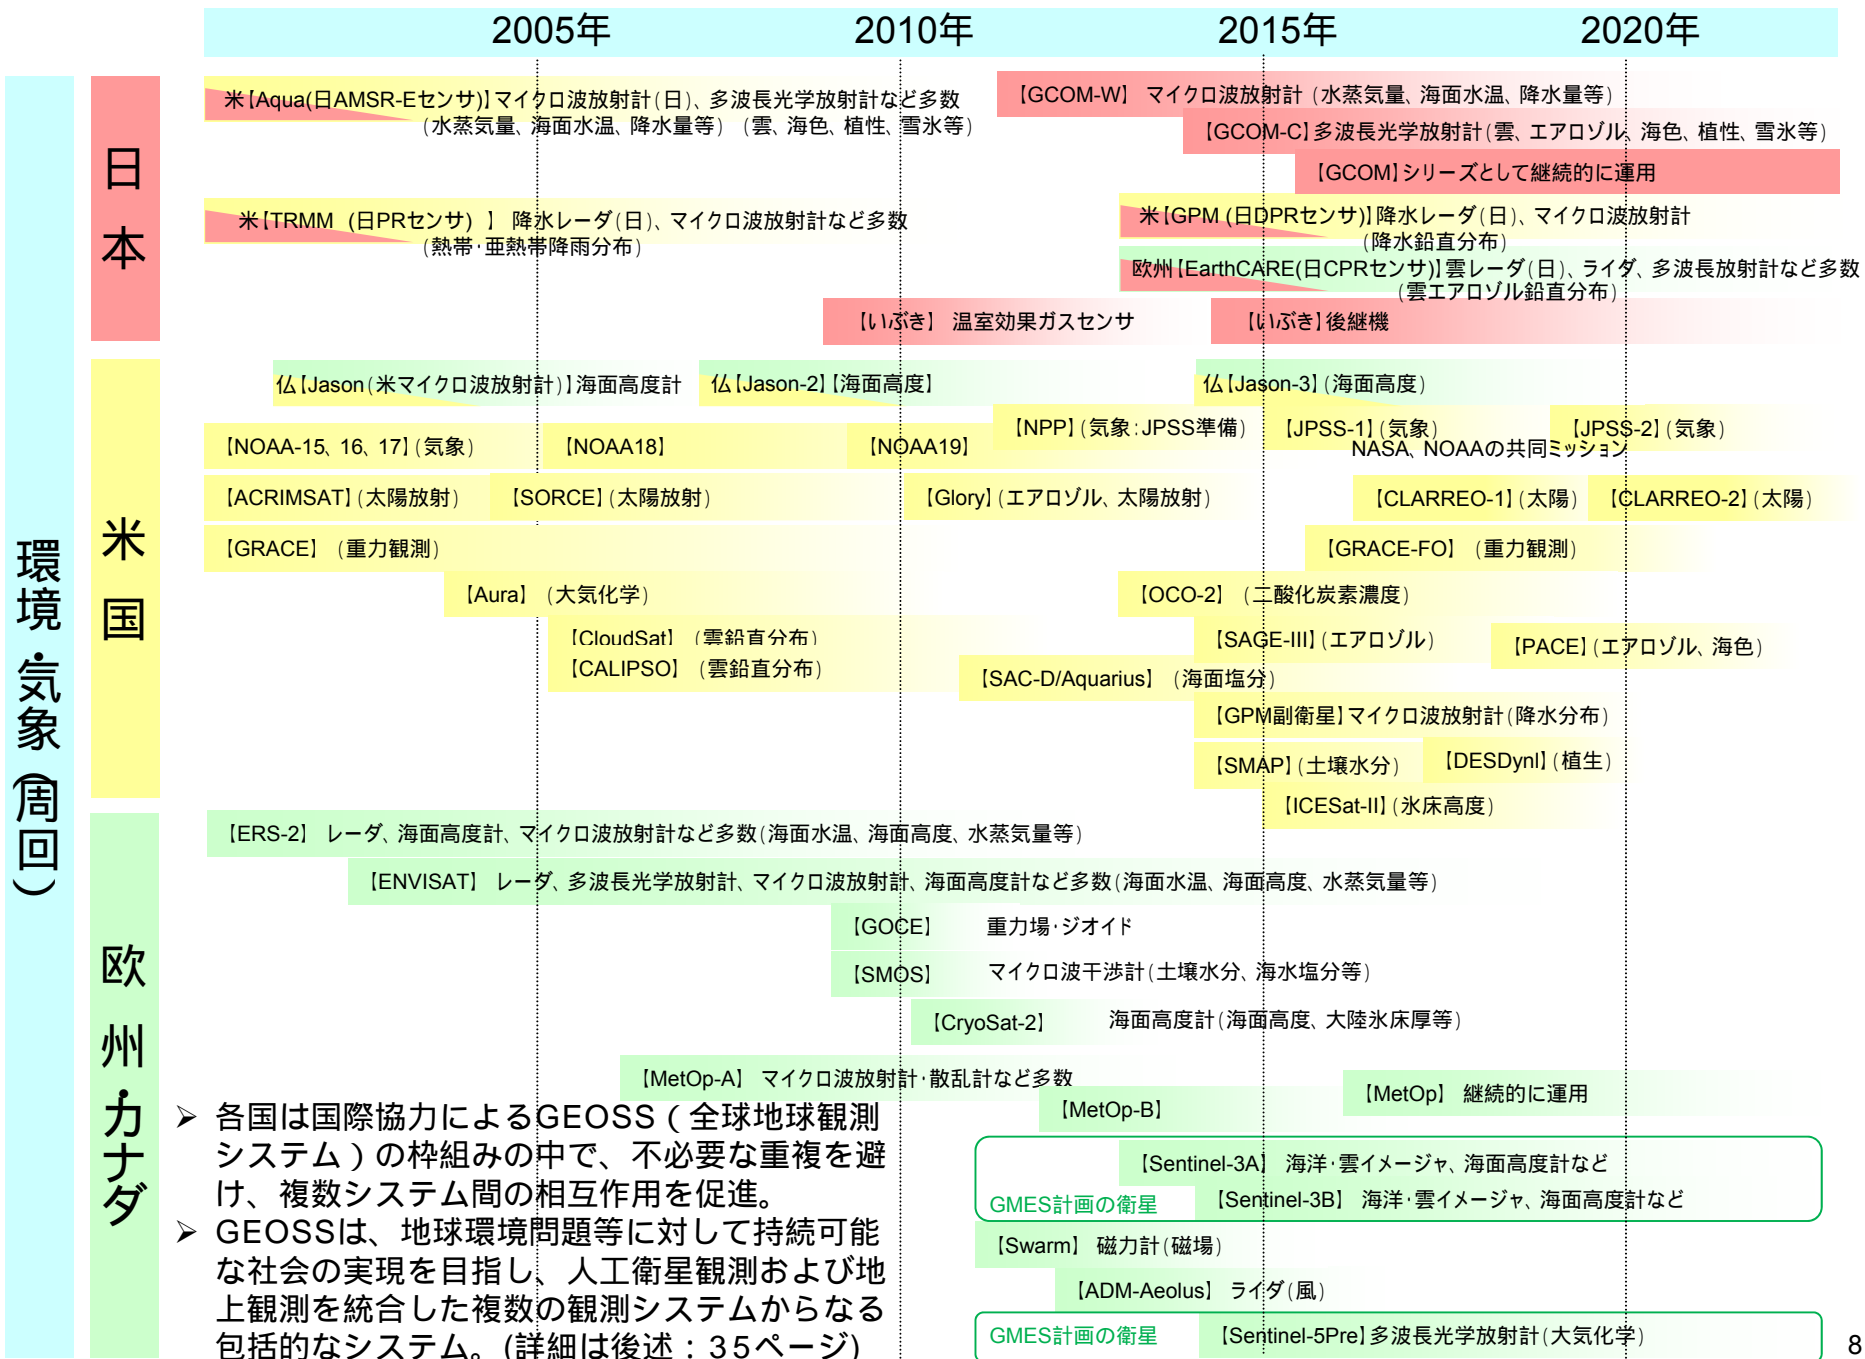 2005年 2010年 2015年 2020年
環境・気象（周回）
日本
米【Aqua(日AMSR-Eセンサ)】マイクロ波放射計(日)、多波長光学放射計など多数
(水蒸気量、海面水温、降水量等) (雲、海色、植性、雪氷等)
【GCOM-W】 マイクロ波放射計 (水蒸気量、海面水温、降水量等)
【GCOM-C】多波長光学放射計(雲、エアロゾル、海色、植性、雪氷等)
【GCOM】シリーズとして継続的に運用
米【TRMM (日PRセンサ) 】 降水レーダ(日)、マイクロ波放射計など多数
(熱帯・亜熱帯降雨分布)
米【GPM (日DPRセンサ)】降水レーダ(日)、マイクロ波放射計
(降水鉛直分布)
欧州【EarthCARE(日CPRセンサ)】雲レーダ(日)、ライダ、多波長放射計など多数
(雲エアロゾル鉛直分布)
【いぶき】 温室効果ガスセンサ
【いぶき】後継機
米国
仏【Jason(米マイクロ波放射計)】海面高度計
仏【Jason-2】【海面高度】
仏【Jason-3】(海面高度)
【NPP】(気象:JPSS準備)
【JPSS-1】(気象)
【JPSS-2】(気象)
NASA、NOAAの共同ミッション
【NOAA-15、16、17】(気象)
【NOAA18】
【NOAA19】
【ACRIMSAT】(太陽放射)
【SORCE】(太陽放射)
【Glory】(エアロゾル、太陽放射)
【CLARREO-1】(太陽)
【CLARREO-2】(太陽)
【GRACE】 (重力観測)
【GRACE-FO】 (重力観測)
【Aura】 (大気化学)
【OCO-2】 (二酸化炭素濃度)
【CloudSat】 (雲鉛直分布)
【SAGE-III】(エアロゾル)
【PACE】(エアロゾル、海色)
【CALIPSO】 (雲鉛直分布)
【SAC-D/Aquarius】 (海面塩分)
【GPM副衛星】マイクロ波放射計(降水分布)
【SMAP】(土壌水分)
【DESDynI】(植生)
【ICESat-II】(氷床高度)
欧州・カナダ
【ERS-2】 レーダ、海面高度計、マイクロ波放射計など多数(海面水温、海面高度、水蒸気量等)
【ENVISAT】 レーダ、多波長光学放射計、マイクロ波放射計、海面高度計など多数(海面水温、海面高度、水蒸気量等)
【GOCE】 重力場・ジオイド
【SMOS】 マイクロ波干渉計(土壌水分、海水塩分等)
【CryoSat-2】 海面高度計(海面高度、大陸氷床厚等)
【MetOp-A】 マイクロ波放射計・散乱計など多数
【MetOp-B】
【MetOp】 継続的に運用
【Sentinel-3A】 海洋・雲イメージャ、海面高度計など
GMES計画の衛星 【Sentinel-3B】 海洋・雲イメージャ、海面高度計など
【Swarm】 磁力計(磁場)
【ADM-Aeolus】 ライダ(風)
GMES計画の衛星 【Sentinel-5Pre】多波長光学放射計(大気化学)
➢ 各国は国際協力によるGEOSS（全球地球観測
システム）の枠組みの中で、不必要な重複を避
け、複数システム間の相互作用を促進。
➢ GEOSSは、地球環境問題等に対して持続可能
な社会の実現を目指し、人工衛星観測および地
上観測を統合した複数の観測システムからなる
包括的なシステム。(詳細は後述：35ページ)
8